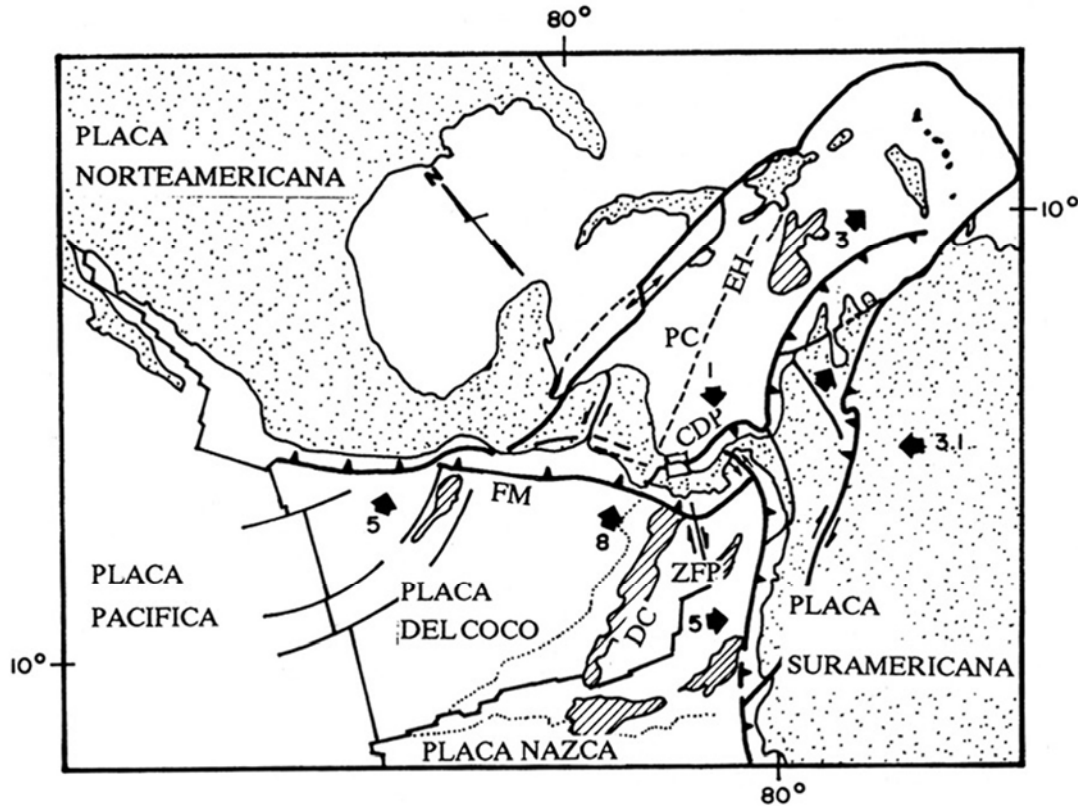 80°
PLACA
NORTEAMERICANA
N
10°
3
EH
PC
1
CDP
3.1
5
FM
8
ZFP
PLACA
PACIFICA
PLACA
DEL COCO
DC
5
PLACA
SURAMERICANA
10°
PLACA NAZCA
80°